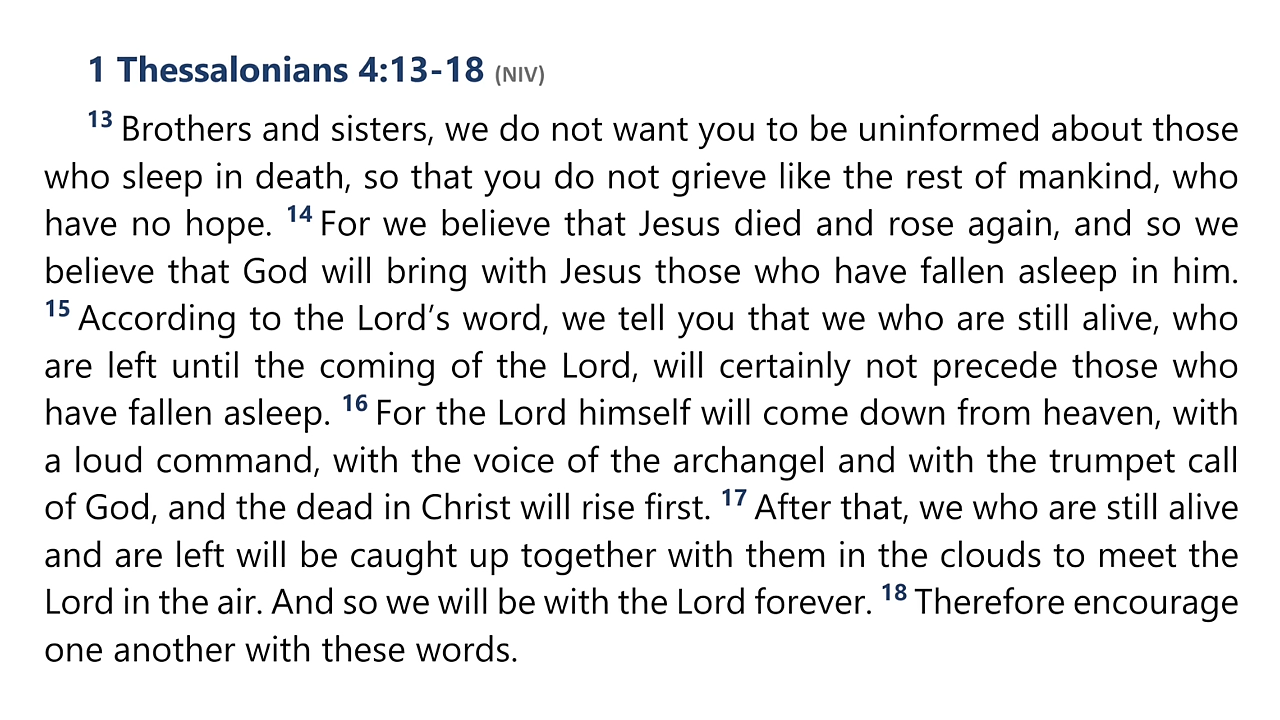 1 Thessalonians 4:13-18 (NIV)
13 Brothers and sisters, we do not want you to be uninformed about those
who sleep in death, so that you do not grieve like the rest of mankind, who
have no hope. 14 For we believe that Jesus died and rose again, and so we
believe that God will bring with Jesus those who have fallen asleep in him.
15 According to the Lord’s word, we tell you that we who are still alive, who
are left until the coming of the Lord, will certainly not precede those who
have fallen asleep. 16 For the Lord himself will come down from heaven, with
a loud command, with the voice of the archangel and with the trumpet call
of God, and the dead in Christ will rise first. 17 After that, we who are still alive
and are left will be caught up together with them in the clouds to meet the
Lord in the air. And so we will be with the Lord forever. 18 Therefore encourage
one another with these words.